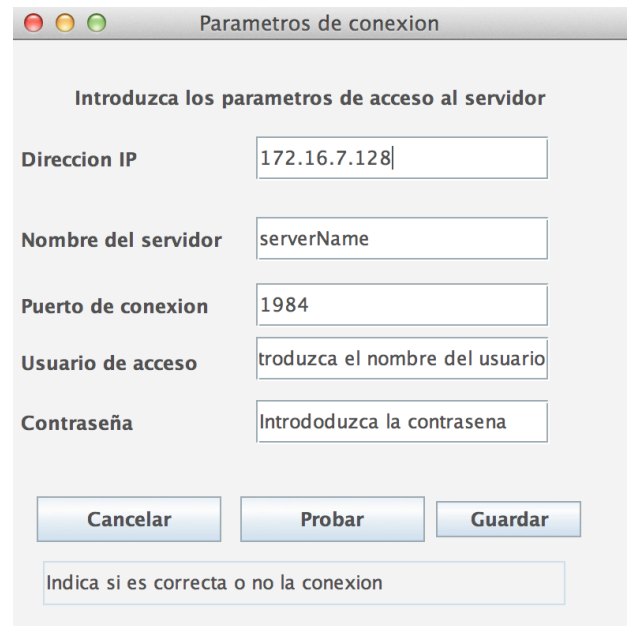 Parametros de conexion
Introduzca los parametros de acceso al servidor
Direccion IP 172.16.7.128
Nombre del servidor serverName
Puerto de conexion 1984
Usuario de acceso troduzca el nombre del usuario
Contraseña Intrododuzca la contrasena
Cancelar Probar Guardar
Indica si es correcta o no la conexion